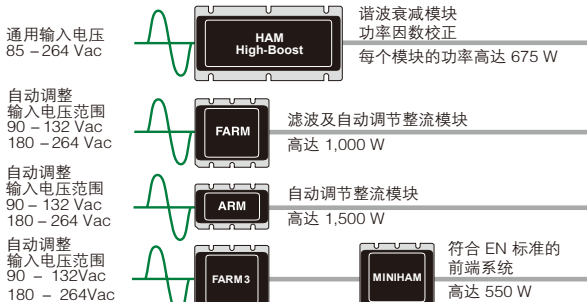 通用输入电压
85 –264 Vac
HAM
High-Boost
谐波衰减模块
功率因数校正
每个模块的功率高达 675 W
自动调整
输入电压范围
90 – 132 Vac
180 – 264 Vac
FARM
滤波及自动调节整流模块
高达 1,000 W
自动调整
输入电压范围
90 – 132 Vac
180 – 264 Vac
ARM
自动调节整流模块
高达 1,500 W
自动调整
输入电压范围
90 – 132Vac
180 – 264Vac
FARM3
MINIHAM
符合 EN 标准的
前端系统
高达 550 W